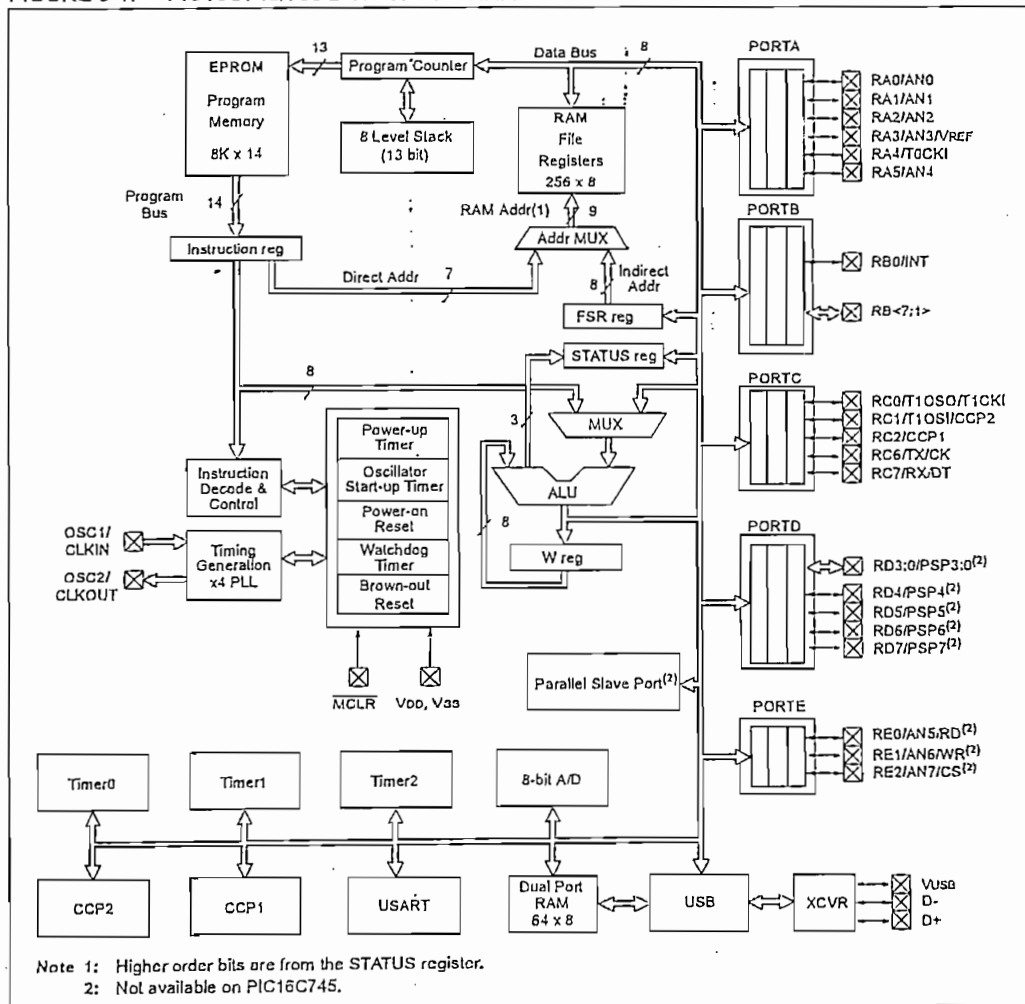 13
Data Bus
8
PORTA
EPROM
Program
Memory
8K x 14
Program Counter
8 Level Stack
(13 bit)
RAM
File
Registers
256 x 8
RA0/AN0
RA1/AN1
RA2/AN2
RA3/AN3/VREF
RA4/T0CKI
RA5/AN4
Program
Bus
14
RAM Addr(1)
9
PORTB
Instruction reg
Addr MUX
RB0/INT
Direct Addr
7
8
Indirect
Addr
RB<7;1>
FSR reg
STATUS reg
8
3
PORTC
MUX
RC0/T1OSO/T1CKI
RC1/T1OSI/CCP2
RC2/CCP1
RC6/TX/CK
RC7/RX/DT
Power-up
Timer
Instruction
Decode &
Control
Oscillator
Start-up Timer
ALU
Power-on
Reset
8
OSC1/
CLKIN
OSC2/
CLKOUT
Timing
Generation
x4 PLL
Watchdog
Timer
W reg
Brown-out
Reset
PORTD
RD3;0/PSP3;0(2)
RD4/PSP4(2)
RD5/PSP5(2)
RD6/PSP6(2)
RD7/PSP7(2)
MCLR
VDD, VSS
Parallel Slave Port(2)
PORTE
RE0/AN5/RD(2)
RE1/AN6/WR(2)
RE2/AN7/CS(2)
Timer0
Timer1
Timer2
8-bit A/D
CCP2
CCP1
USART
Dual Port
RAM
64 x 8
USB
XCVR
VUSB
D-
D+
Note 1: Higher order bits are from the STATUS register.
2: Not available on PIC16C745.